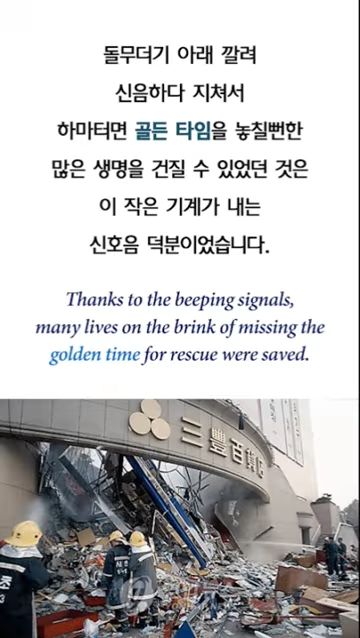 돌무더기 아래 깔려
신음하다 지쳐서
하마터면 골든 타임을 놓칠뻔한
많은 생명을 건질 수 있었던 것은
이 작은 기계가 내는
신호음 덕분이었습니다.
Thanks to the beeping signals,
many lives on the brink of missing the
golden time for rescue were saved.
三豐百貨店